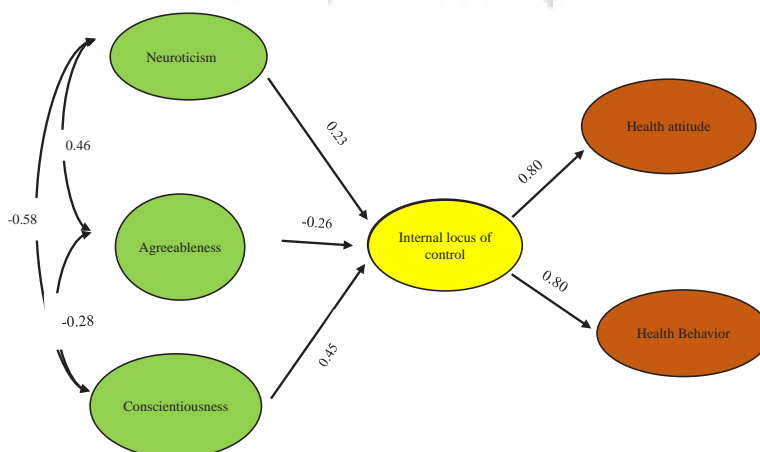 Neuroticism
0.23
Health attitude
0.46
0.80
-0.58
-0.26
Agreeableness
Internal locus of
control
0.80
-0.28
Health Behavior
0.45
Conscientiousness